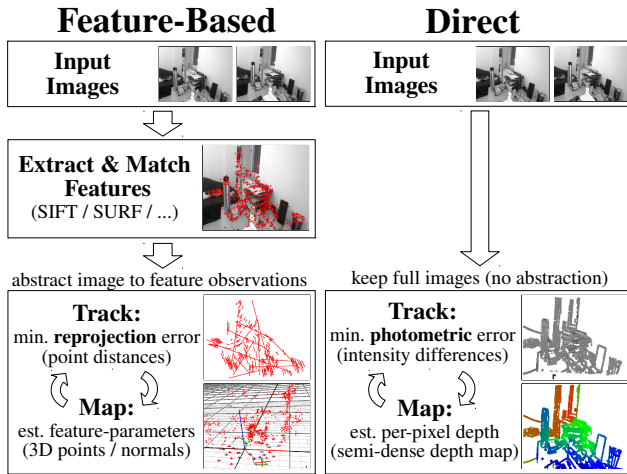 Feature-Based
Input
Images
Extract & Match
Features
(SIFT / SURF / ...)
abstract image to feature observations
Track:
min. reprojection error
(point distances)
Map:
est. feature-parameters
(3D points / normals)
Direct
Input
Images
keep full images (no abstraction)
Track:
min. photometric error
(intensity differences)
Map:
est. per-pixel depth
(semi-dense depth map)